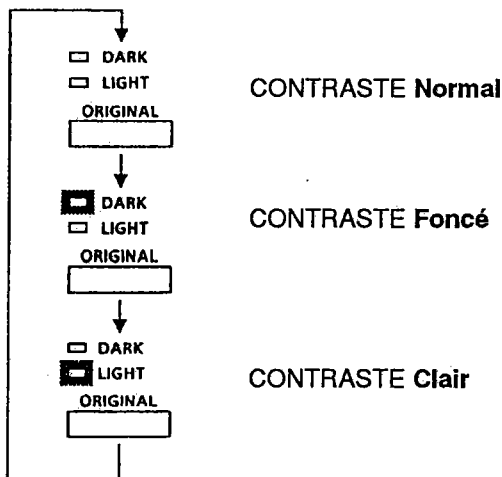 DARK
LIGHT
CONTRASTE Normal
ORIGINAL
DARK
LIGHT
CONTRASTE Foncé
ORIGINAL
DARK
LIGHT
CONTRASTE Clair
ORIGINAL